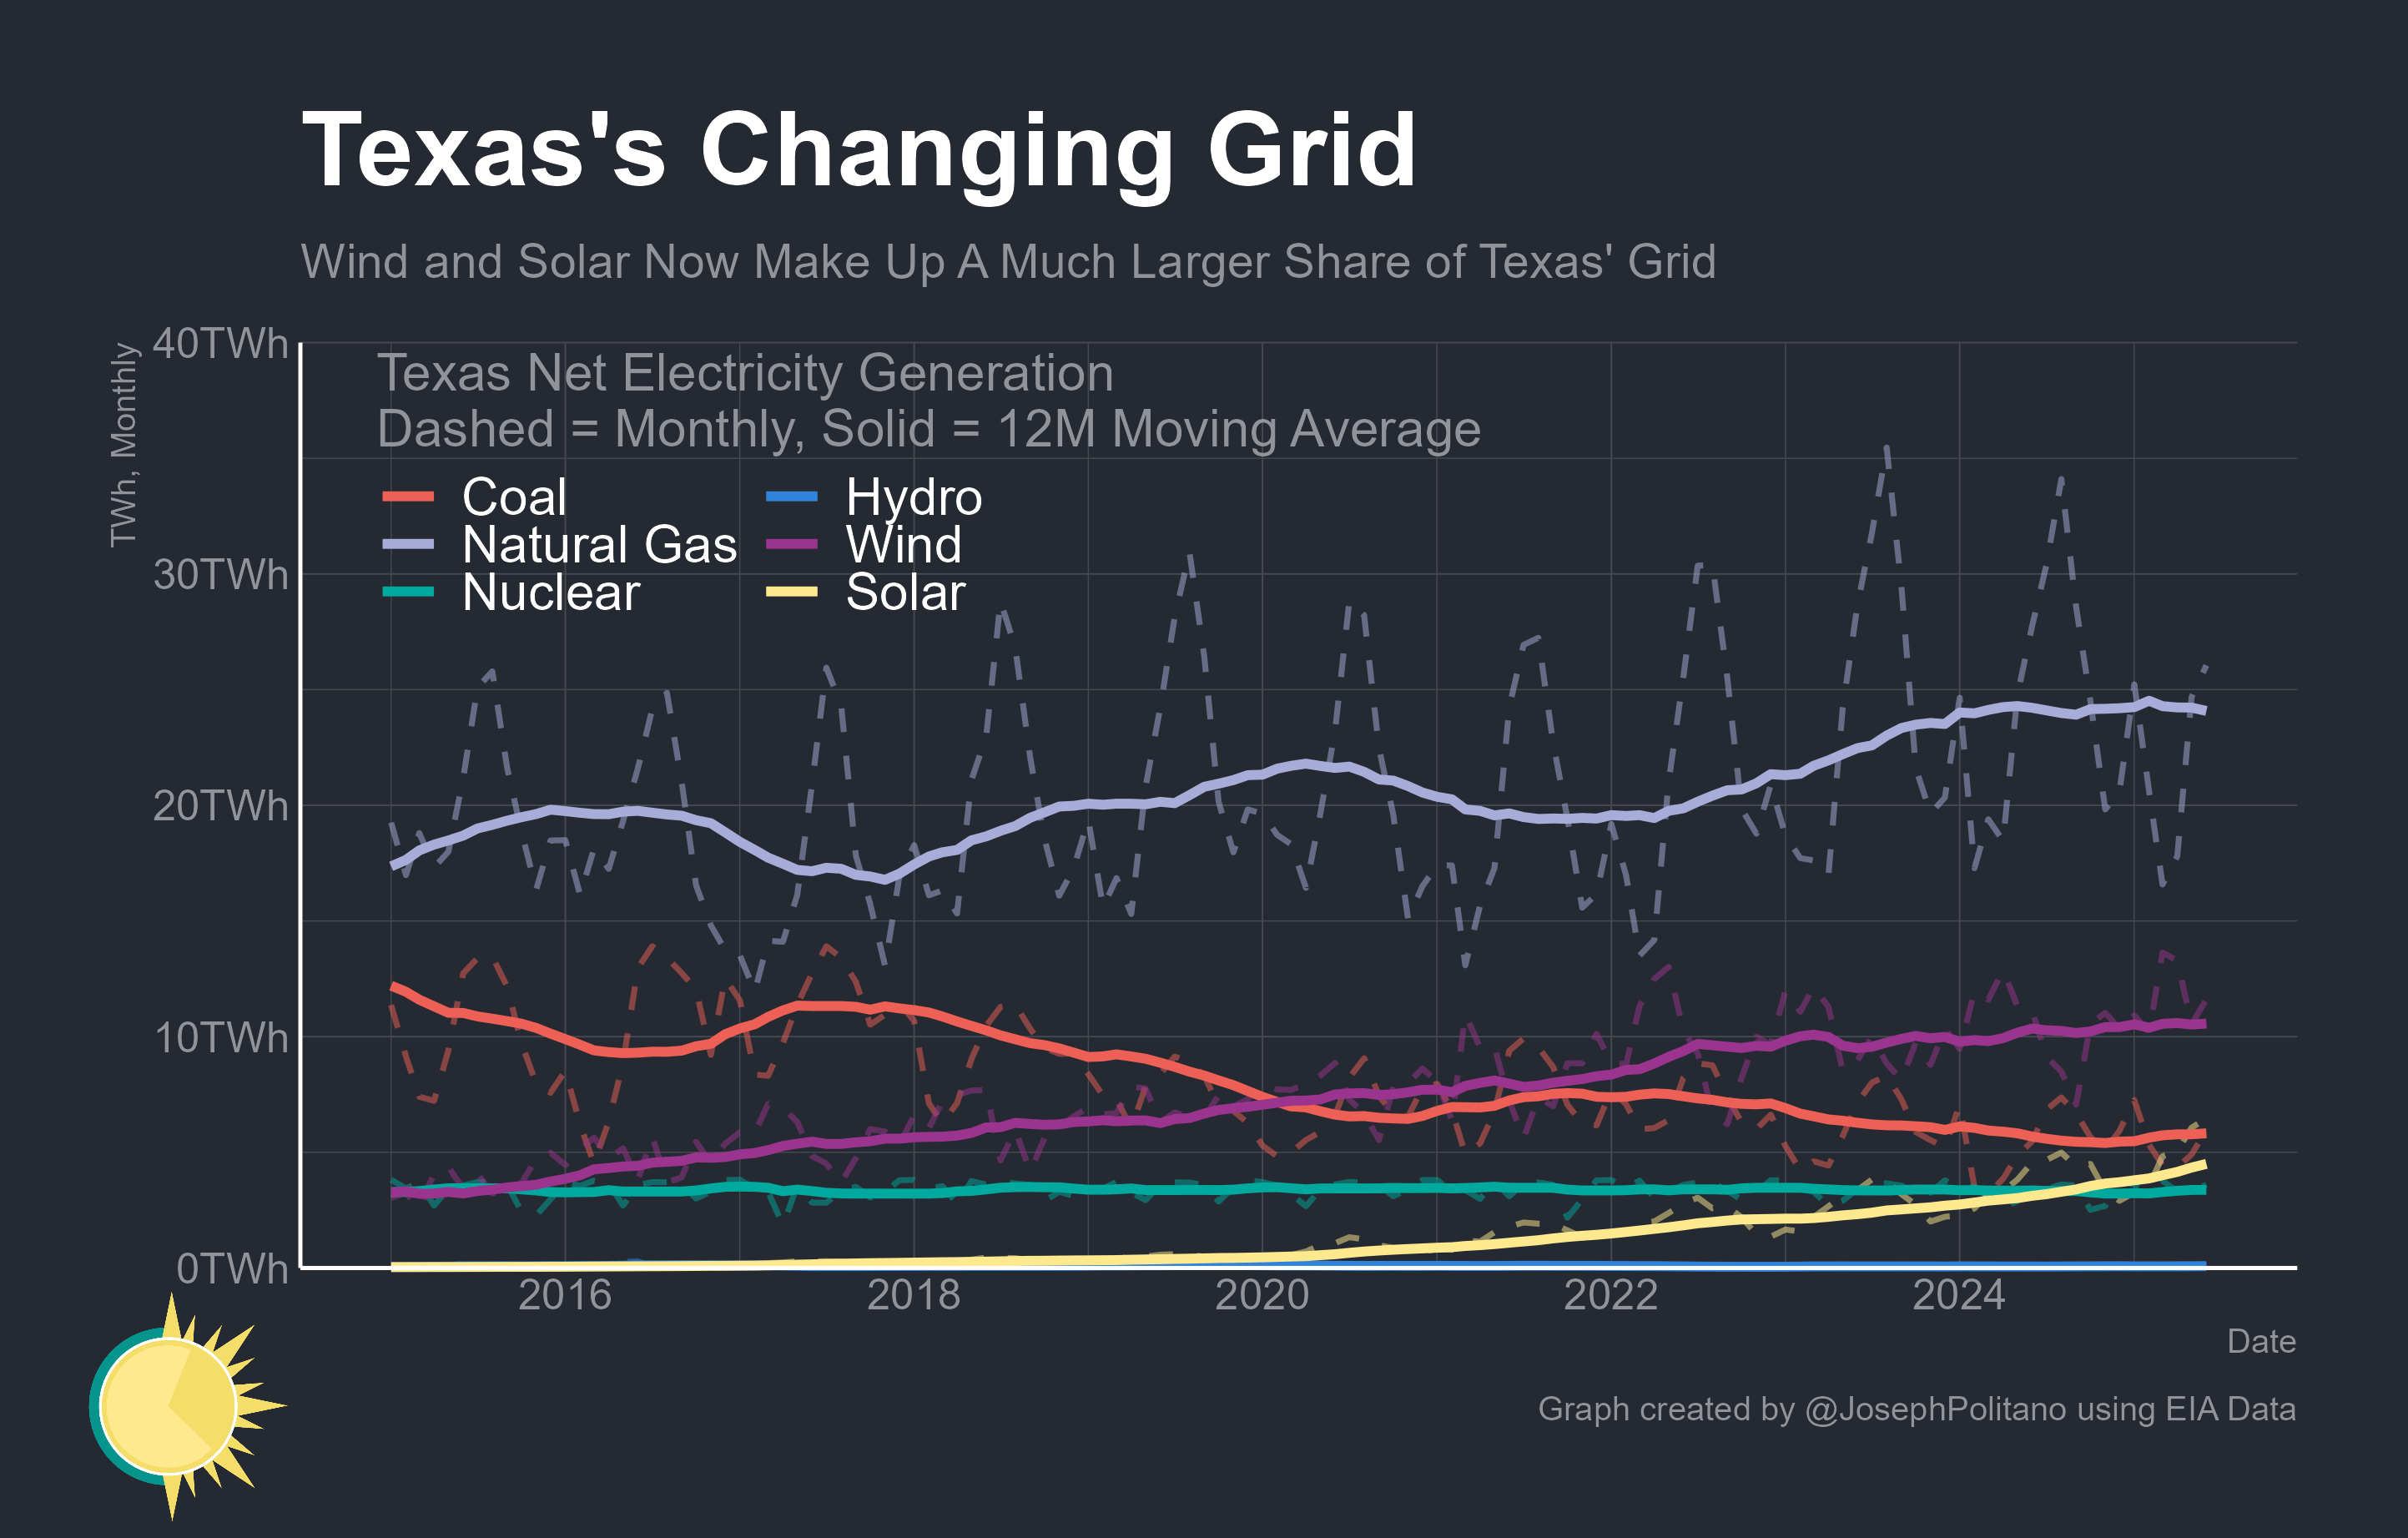 Texas's Changing Grid
Wind and Solar Now Make Up A Much Larger Share of Texas' Grid
TWh, Monthly
40TWh
30TWh
20TWh
10TWh
0TWh
Texas Net Electricity Generation
Dashed = Monthly, Solid = 12M Moving Average
Coal
Natural Gas
Nuclear
Hydro
Wind
Solar
2016
2018
2020
2022
2024
Date
Graph created by @JosephPolitano using EIA Data